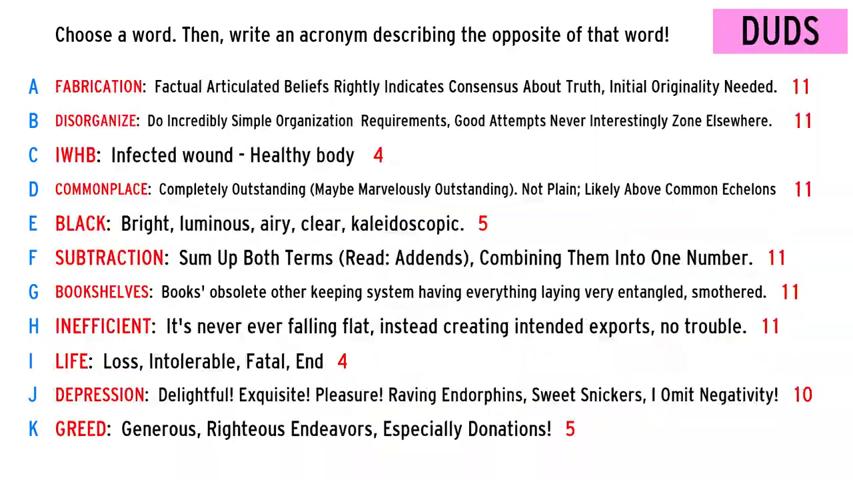 Choose a word. Then, write an acronym describing the opposite of that word!
DUDS
A FABRICATION: Factual Articulated Beliefs Rightly Indicates Consensus About Truth, Initial Originality Needed. 11
B DISORGANIZE: Do Incredibly Simple Organization Requirements, Good Attempts Never Interestingly Zone Elsewhere. 11
C IWHB: Infected wound - Healthy body 4
D COMMONPLACE: Completely Outstanding (Maybe Marvelously Outstanding). Not Plain; Likely Above Common Echelons 11
E BLACK: Bright, luminous, airy, clear, kaleidoscopic. 5
F SUBTRACTION: Sum Up Both Terms (Read: Addends), Combining Them Into One Number. 11
G BOOKSHELVES: Books' obsolete other keeping system having everything laying very entangled, smothered. 11
H INEFFICIENT: It's never ever falling flat, instead creating intended exports, no trouble. 11
I LIFE: Loss, Intolerable, Fatal, End 4
J DEPRESSION: Delightful! Exquisite! Pleasure! Raving Endorphins, Sweet Snickers, I Omit Negativity! 10
K GREED: Generous, Righteous Endeavors, Especially Donations! 5